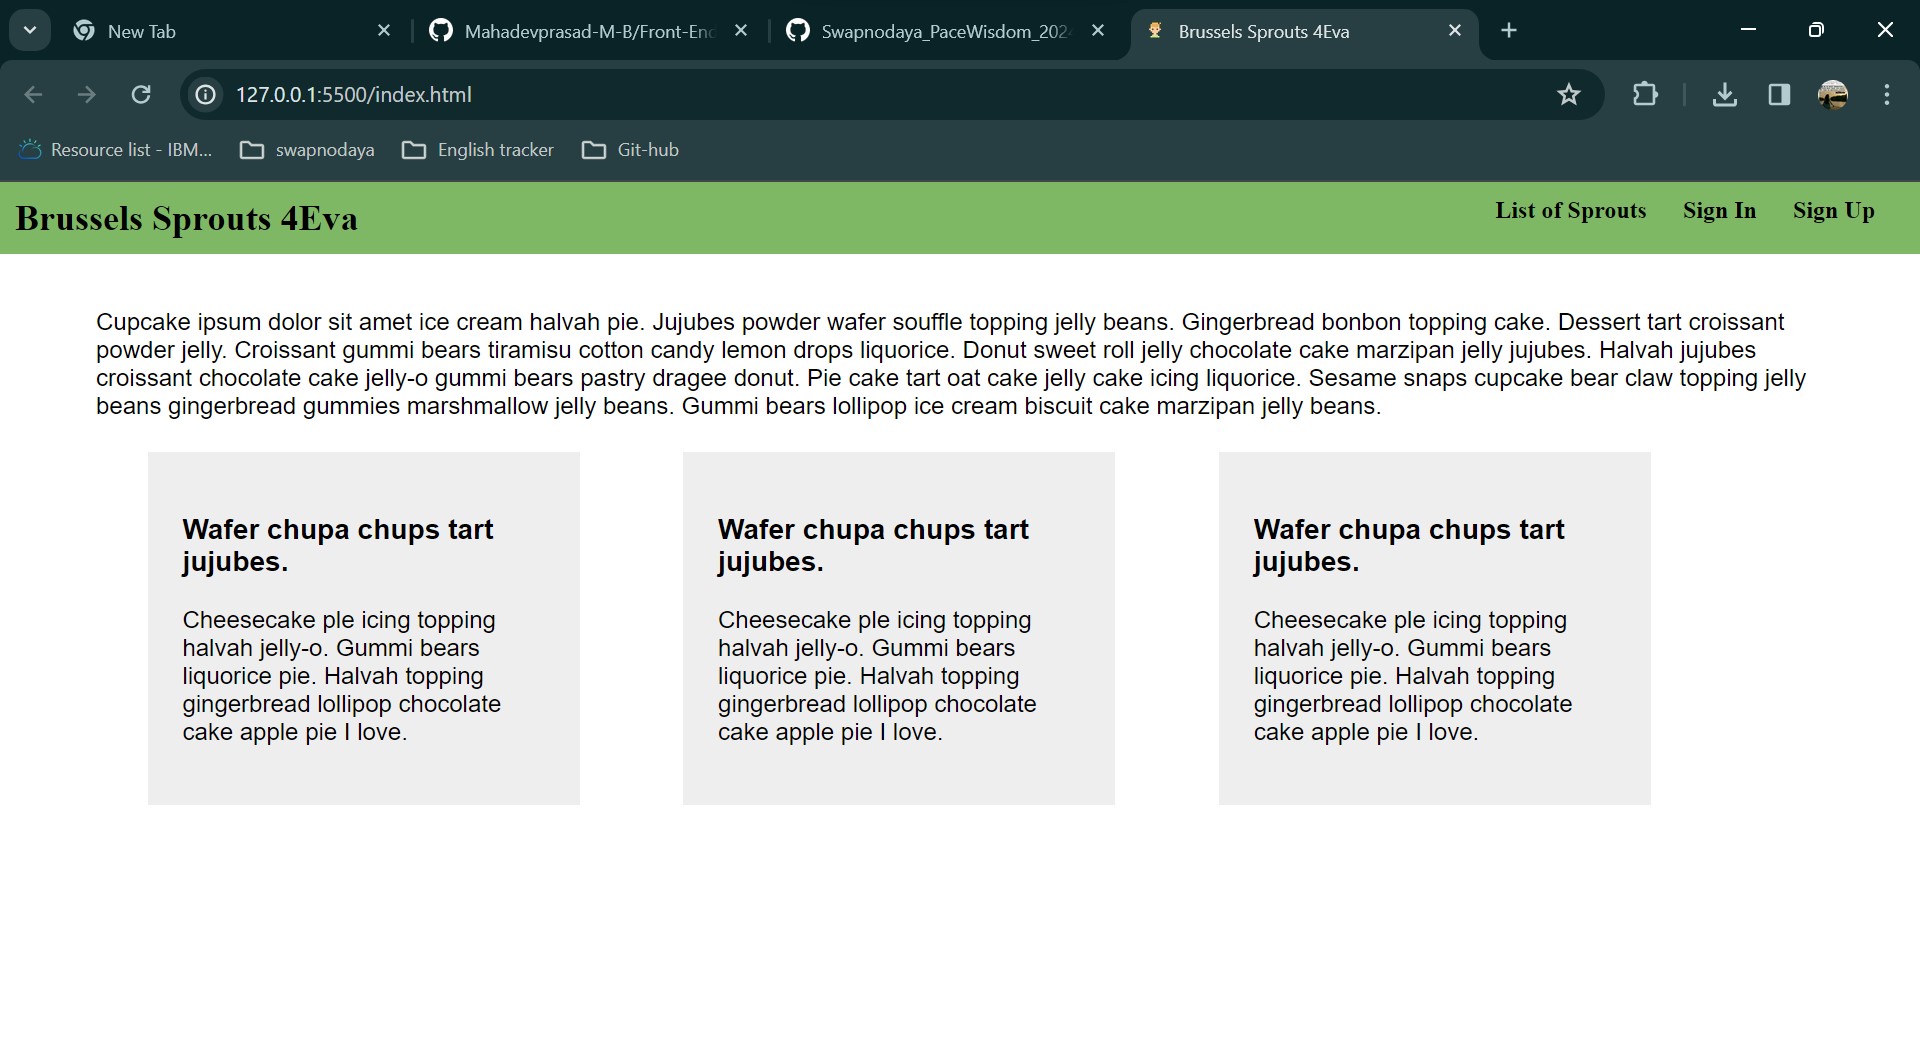 New Tab
Mahadevprasad-M-B/Front-End
Swapnodaya_PaceWisdom_202
Brussels Sprouts 4Eva
127.0.0.1:5500/index.html
Resource list - IBM...
swapnodaya
English tracker
Git-hub
Brussels Sprouts 4Eva
List of Sprouts
Sign In
Sign Up
Cupcake ipsum dolor sit amet ice cream halvah pie. Jujubes powder wafer souffle topping jelly beans. Gingerbread bonbon topping cake. Dessert tart croissant
powder jelly. Croissant gummi bears tiramisu cotton candy lemon drops liquorice. Donut sweet roll jelly chocolate cake marzipan jelly jujubes. Halvah jujubes
croissant chocolate cake jelly-o gummi bears pastry dragee donut. Pie cake tart oat cake jelly cake icing liquorice. Sesame snaps cupcake bear claw topping jelly
beans gingerbread gummies marshmallow jelly beans. Gummi bears lollipop ice cream biscuit cake marzipan jelly beans.
Wafer chupa chups tart
jujubes.
Cheesecake ple icing topping
halvah jelly-o. Gummi bears
liquorice pie. Halvah topping
gingerbread lollipop chocolate
cake apple pie I love.
Wafer chupa chups tart
jujubes.
Cheesecake ple icing topping
halvah jelly-o. Gummi bears
liquorice pie. Halvah topping
gingerbread lollipop chocolate
cake apple pie I love.
Wafer chupa chups tart
jujubes.
Cheesecake ple icing topping
halvah jelly-o. Gummi bears
liquorice pie. Halvah topping
gingerbread lollipop chocolate
cake apple pie I love.